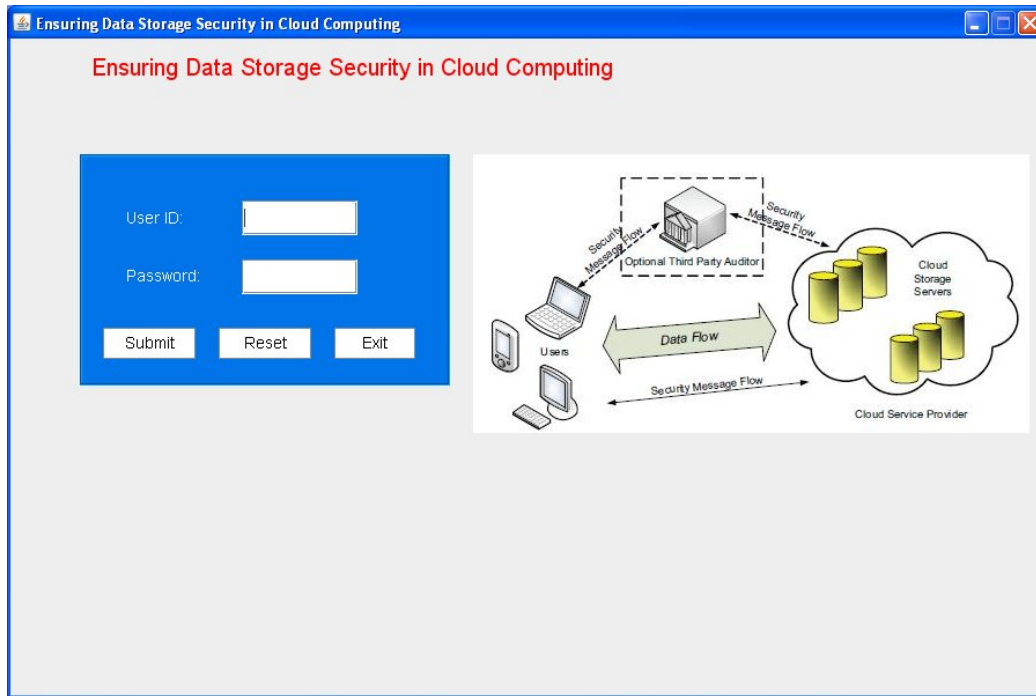 Ensuring Data Storage Security in Cloud Computing
Ensuring Data Storage Security in Cloud Computing
User ID:
Password:
Submit
Reset
Exit
Security
Message Flow
Optional Third Party Auditor
Security
Message Flow
Cloud
Storage
Servers
Users
Data Flow
Security Message Flow
Cloud Service Provider